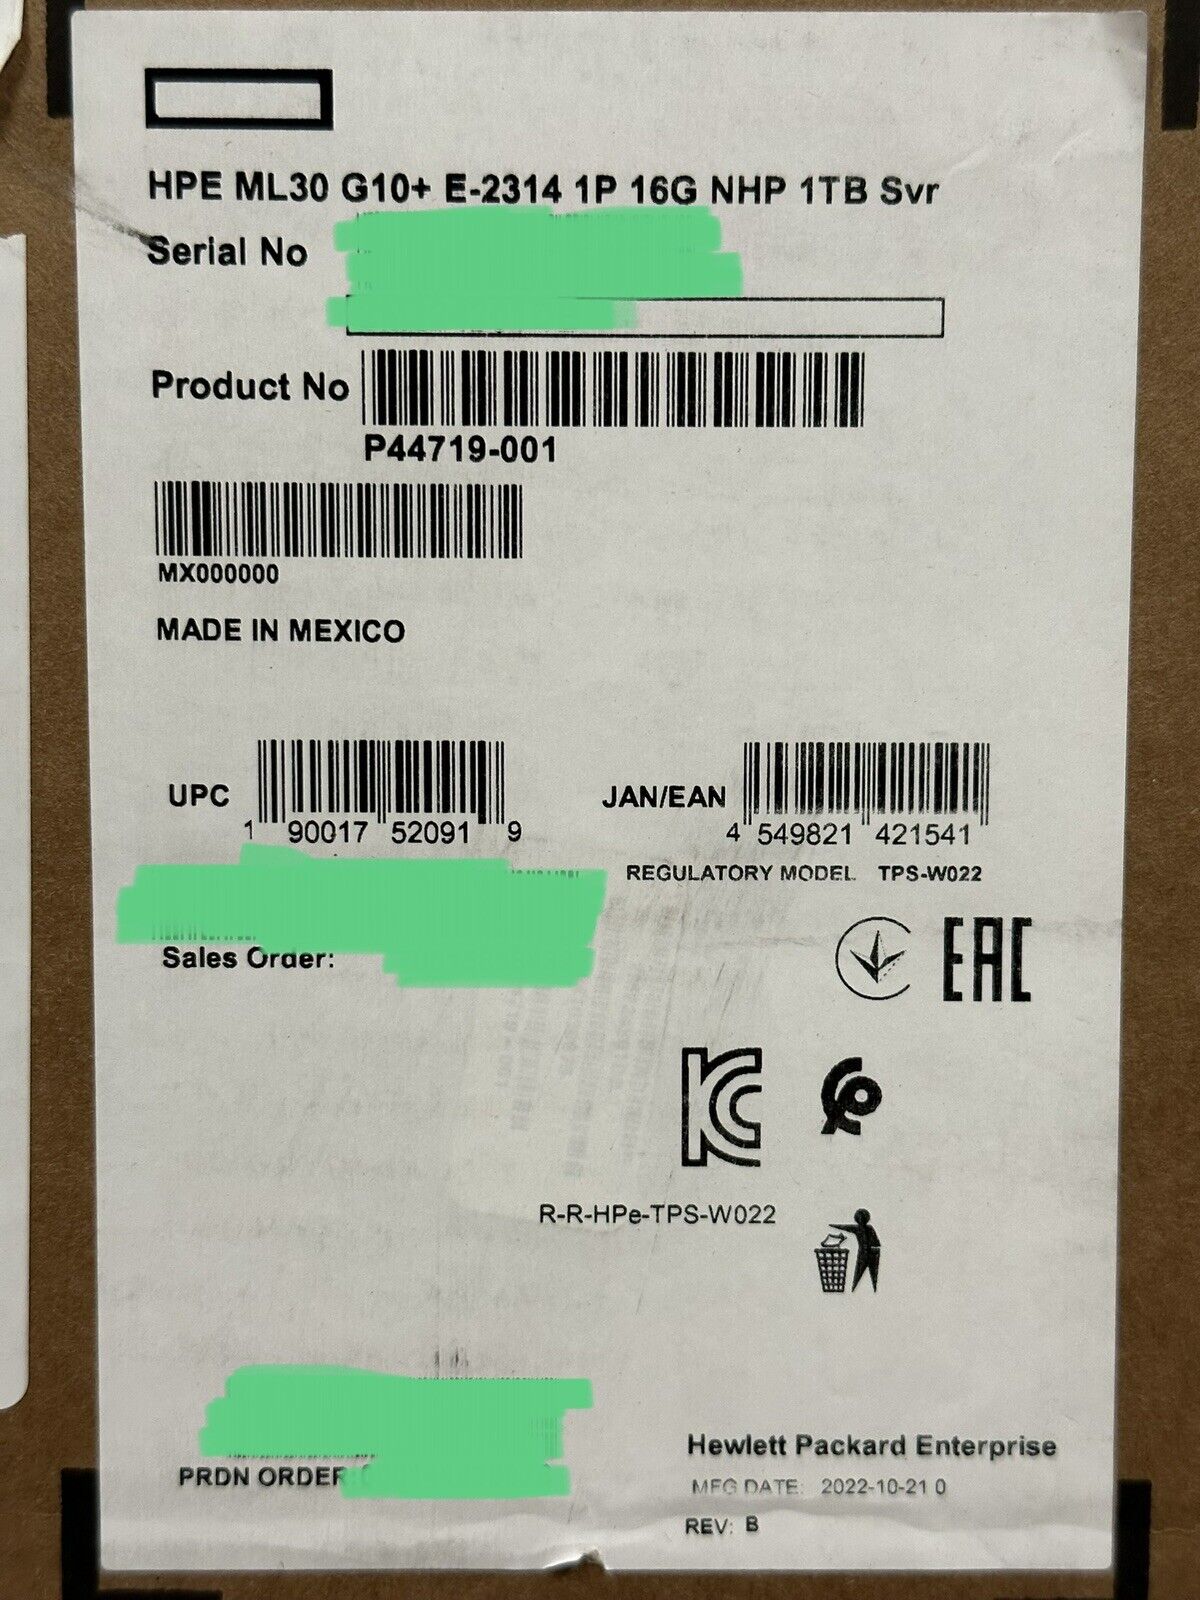 HPE ML30 G10+ E-2314 1P 16G NHP 1TB Svr
Serial No
Product No
P44719-001
MX000000
MADE IN MEXICO
UPC
1 90017 52091 9
JAN/EAN
4 549821 421541
REGULATORY MODEL TPS-W022
Sales Order:
EAC
KC
R-R-HPe-TPS-W022
PRDN ORDER:
Hewlett Packard Enterprise
MFG DATE: 2022-10-21 0
REV: B